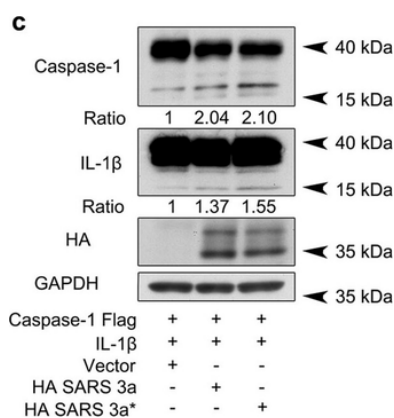 c
Caspase-1
40 kDa
15 kDa
Ratio 1 2.04 2.10
IL-1β
40 kDa
15 kDa
Ratio 1 1.37 1.55
HA
35 kDa
GAPDH
35 kDa
Caspase-1 Flag + + +
IL-1β + + +
Vector + - -
HA SARS 3a - + -
HA SARS 3a* - - +